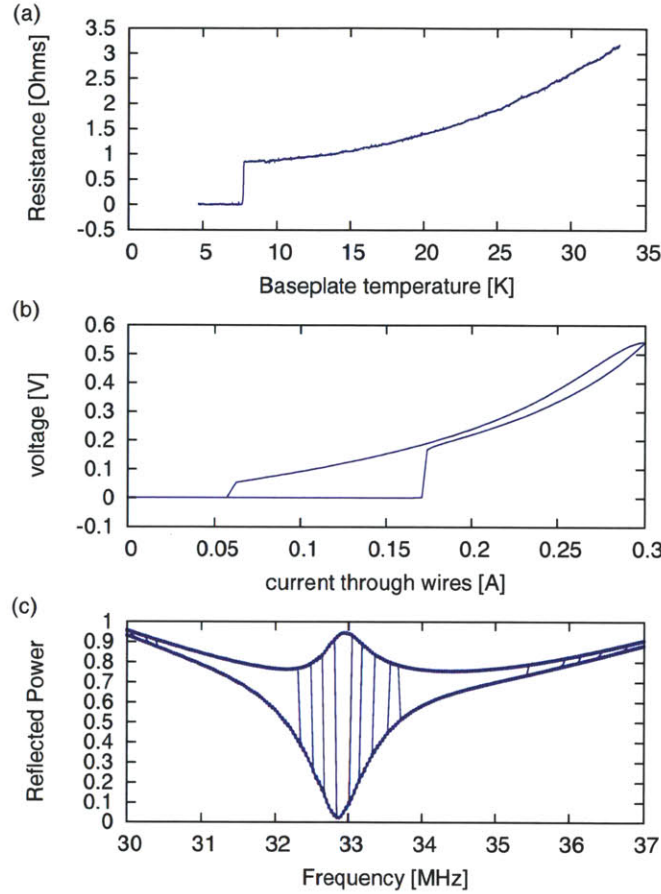 (a)
3.5
3
2.5
2
1.5
1
0.5
0
-0.5
Resistance [Ohms]
0 5 10 15 20 25 30 35
Baseplate temperature [K]
(b)
0.6
0.5
0.4
0.3
0.2
0.1
0
-0.1
voltage [V]
0 0.05 0.1 0.15 0.2 0.25 0.3
current through wires [A]
(c)
1
0.9
0.8
0.7
0.6
0.5
0.4
0.3
0.2
0.1
0
Reflected Power
30 31 32 33 34 35 36 37
Frequency [MHz]